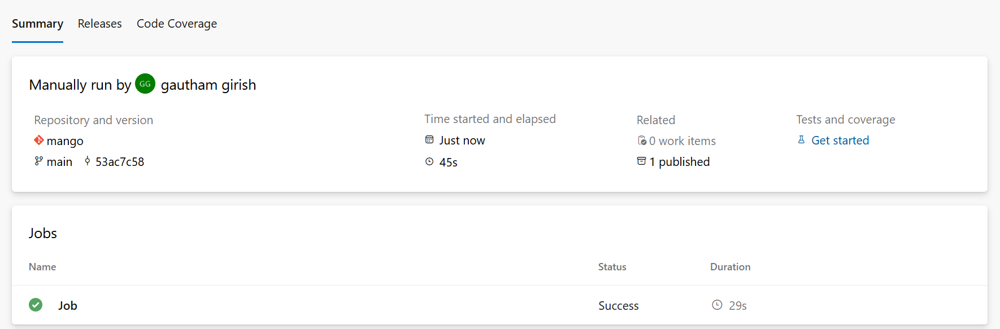 Summary Releases Code Coverage
Manually run by GG gautham girish
Repository and version Time started and elapsed Related Tests and coverage
mango Just now 0 work items Get started
main 53ac7c58 45s 1 published
Jobs
Name Status Duration
Job Success 29s